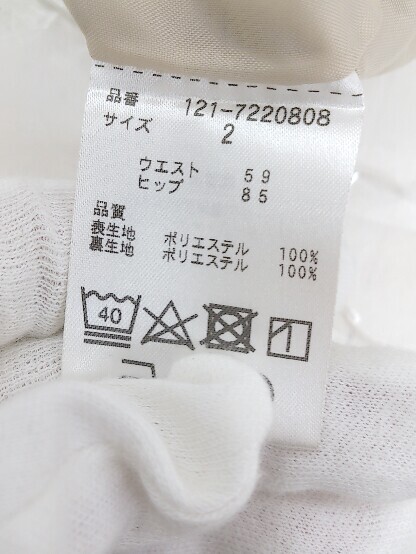 品番 121-7220808
サイズ 2
ウエスト 59
ヒップ 85
品質
表生地 ポリエステル 100%
裏生地 ポリエステル 100%
40